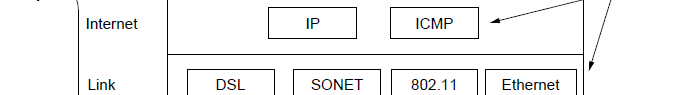 Internet IP ICMP
Link DSL SONET 802.11 Ethernet